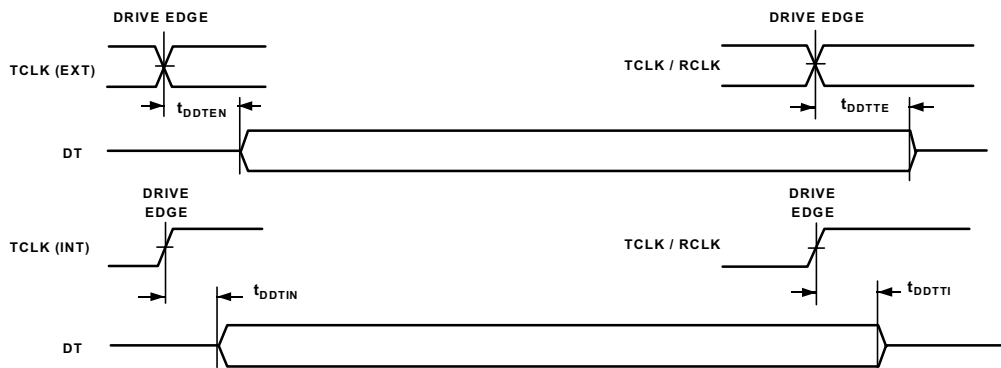 DRIVE EDGE
DRIVE EDGE
TCLK (EXT)
TCLK / RCLK
tDDTEN
tDDTTE
DT
DRIVE
EDGE
DRIVE
EDGE
TCLK (INT)
TCLK / RCLK
tDDTIN
tDDTTI
DT